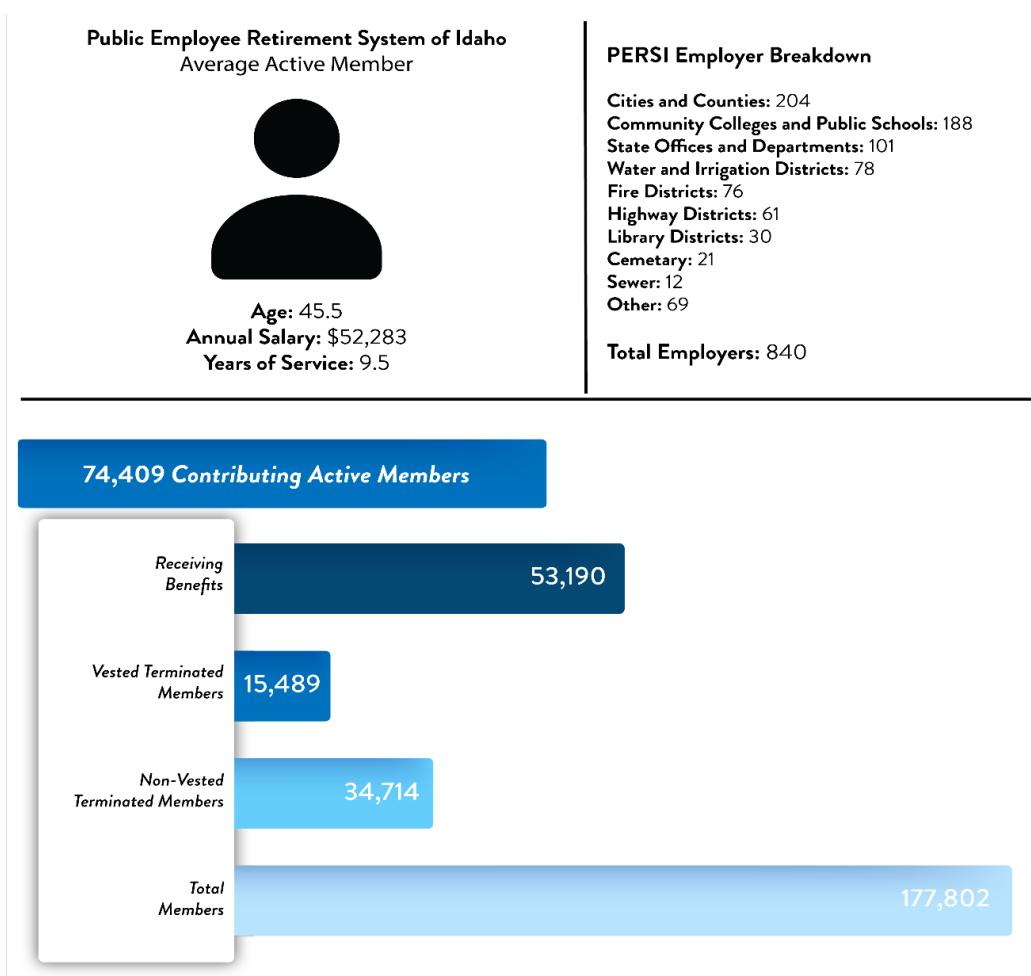 Public Employee Retirement System of Idaho
Average Active Member
Age: 45.5
Annual Salary: $52,283
Years of Service: 9.5
PERSI Employer Breakdown
Cities and Counties: 204
Community Colleges and Public Schools: 188
State Offices and Departments: 101
Water and Irrigation Districts: 78
Fire Districts: 76
Highway Districts: 61
Library Districts: 30
Cemetary: 21
Sewer: 12
Other: 69
Total Employers: 840
74,409 Contributing Active Members
Receiving
Benefits
53,190
Vested Terminated
Members
15,489
Non-Vested
Terminated Members
34,714
Total
Members
177,802